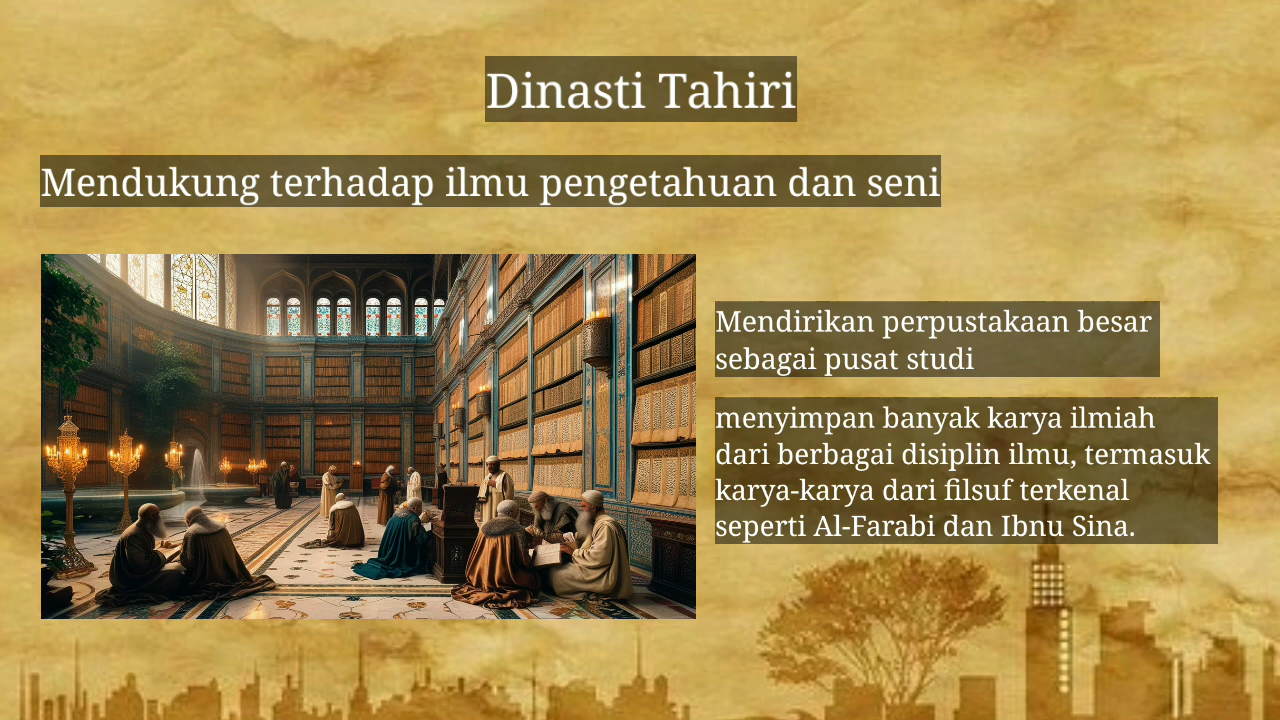 Dinasti Tahiri
Mendukung terhadap ilmu pengetahuan dan seni
Mendirikan perpustakaan besar
sebagai pusat studi
menyimpan banyak karya ilmiah
dari berbagai disiplin ilmu, termasuk
karya-karya dari filsuf terkenal
seperti Al-Farabi dan Ibnu Sina.